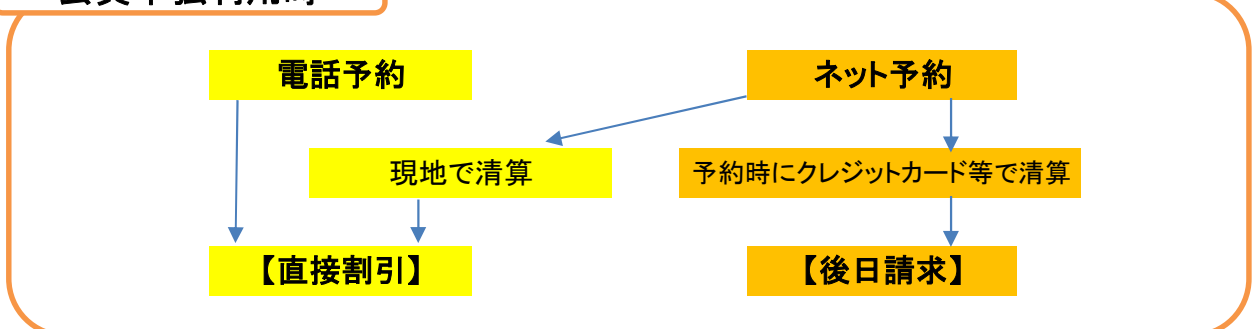 電話予約
ネット予約
現地で清算
予約時にクレジットカード等で清算
【直接割引】
【後日請求】